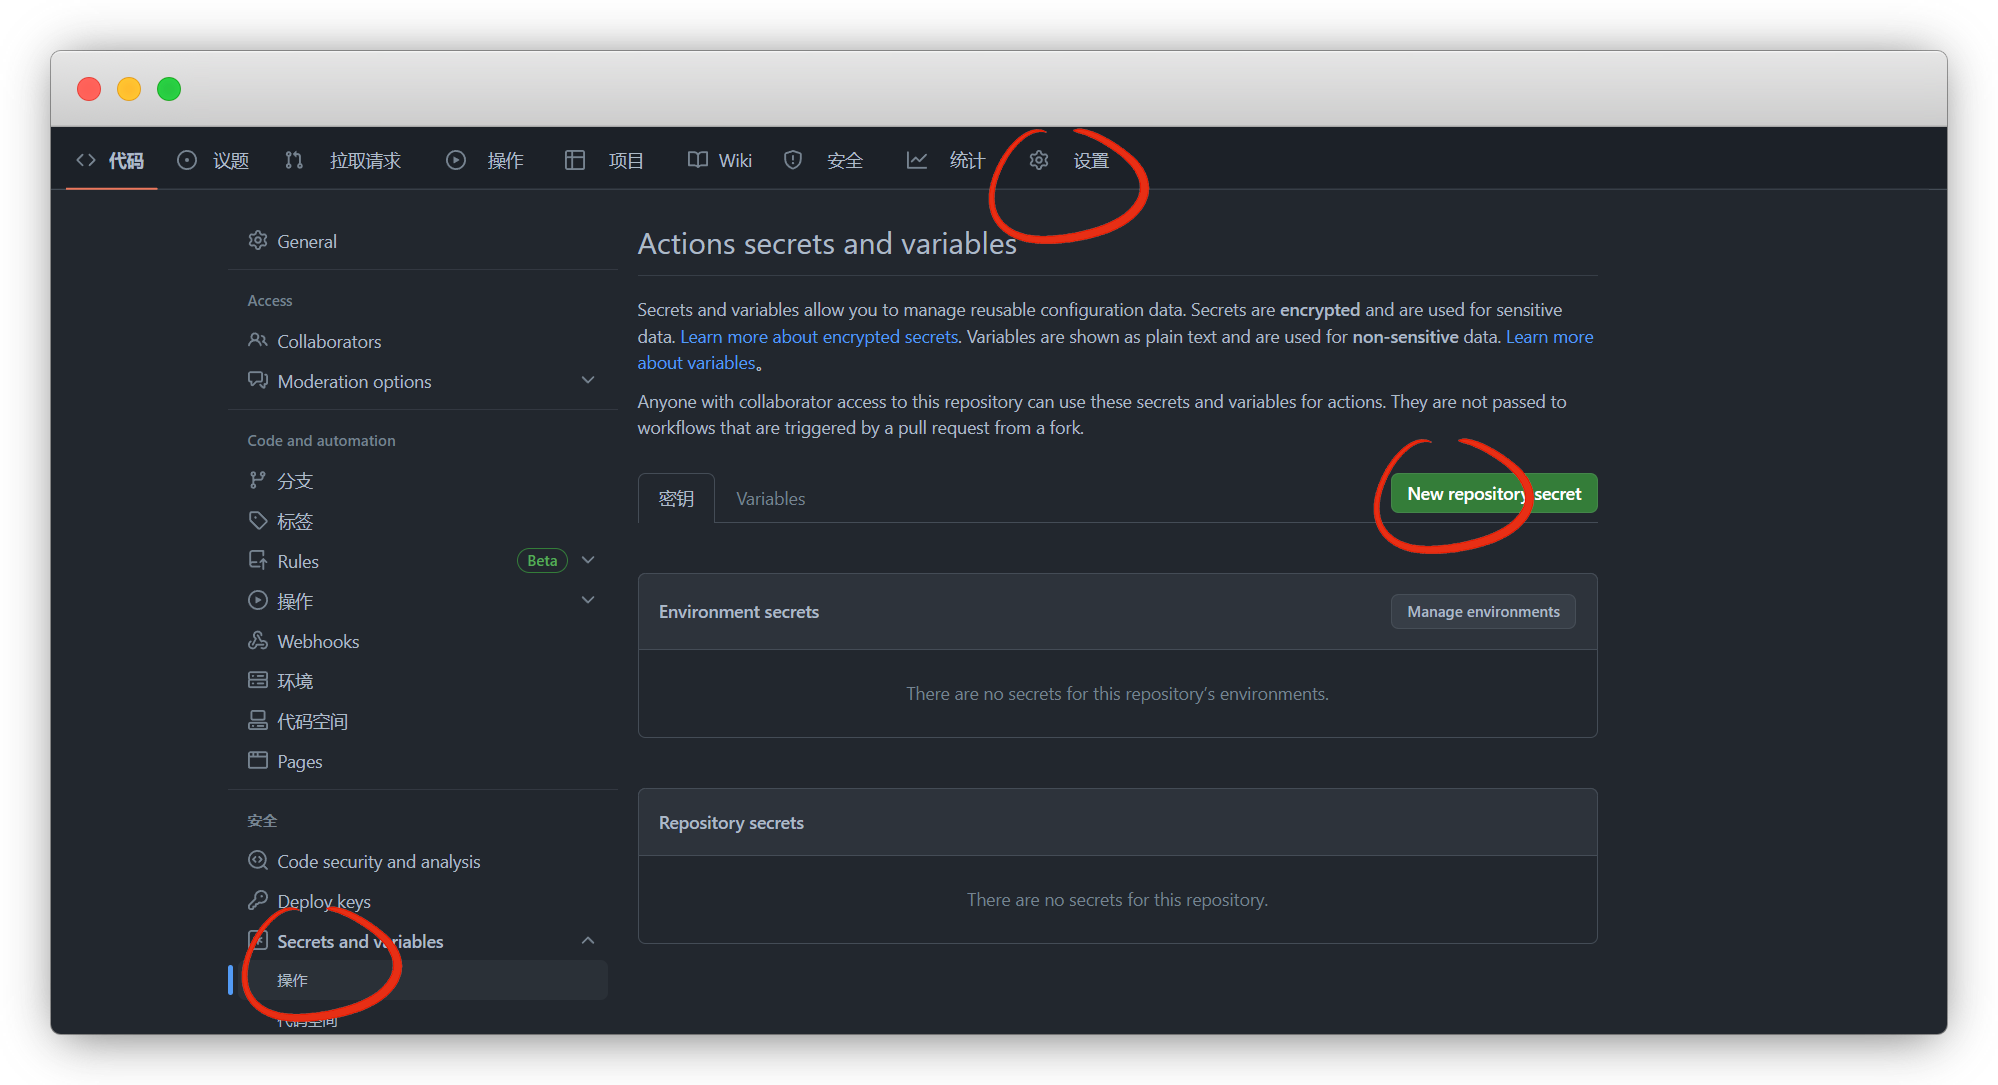 代码 议题 拉取请求 操作 项目 Wiki 安全 统计 设置
General
Access
Collaborators
Moderation options
Code and automation
分支
标签
Rules Beta
操作
Webhooks
环境
代码空间
Pages
安全
Code security and analysis
Deploy keys
Secrets and variables
操作
代码空间
Actions secrets and variables
Secrets and variables allow you to manage reusable configuration data. Secrets are encrypted and are used for sensitive
data. Learn more about encrypted secrets. Variables are shown as plain text and are used for non-sensitive data. Learn more
about variables。
Anyone with collaborator access to this repository can use these secrets and variables for actions. They are not passed to
workflows that are triggered by a pull request from a fork.
密钥 Variables New repository secret
Environment secrets Manage environments
There are no secrets for this repository's environments.
Repository secrets
There are no secrets for this repository.